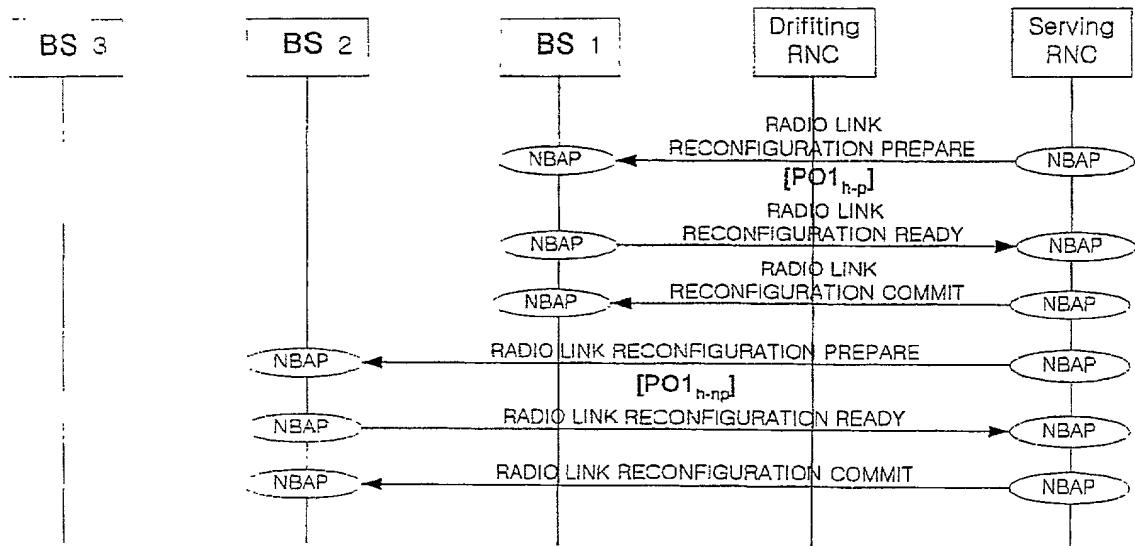 BS 3
BS 2
BS 1
Drifiting
RNC
Serving
RNC
RADIO LINK
NBAP
RECONFIGURATION PREPARE
NBAP
[PO1h-p]
RADIO LINK
NBAP
RECONFIGURATION READY
NBAP
RADIO LINK
NBAP
RECONFIGURATION COMMIT
NBAP
NBAP
RADIO LINK RECONFIGURATION PREPARE
NBAP
[PO1h-np]
NBAP
RADIO LINK RECONFIGURATION READY
NBAP
NBAP
RADIO LINK RECONFIGURATION COMMIT
NBAP